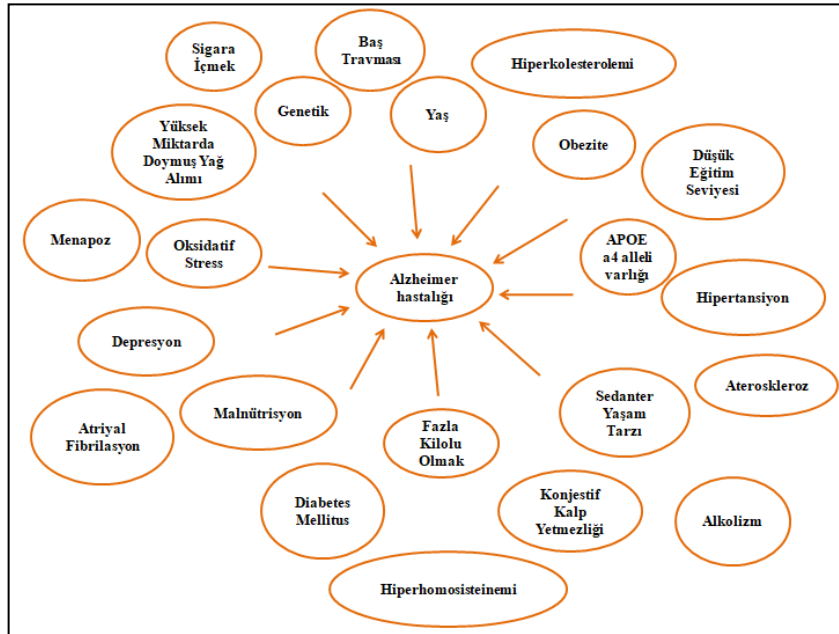 Sigara
İçmek
Baş
Travması
Hiperkolesterolemi
Genetik
Yaş
Yüksek
Miktarda
Doymuş Yağ
Alımı
Obezite
Düşük
Eğitim
Seviyesi
Menapoz
Oksidatif
Stress
Alzheimer
hastalığı
APOE
a4 alleli
varlığı
Hipertansiyon
Depresyon
Ateroskleroz
Atriyal
Fibrilasyon
Malnütrisyon
Fazla
Kilolu
Olmak
Sedanter
Yaşam
Tarzı
Diabetes
Mellitus
Konjestif
Kalp
Yetmezliği
Alkolizm
Hiperhomosisteinemi